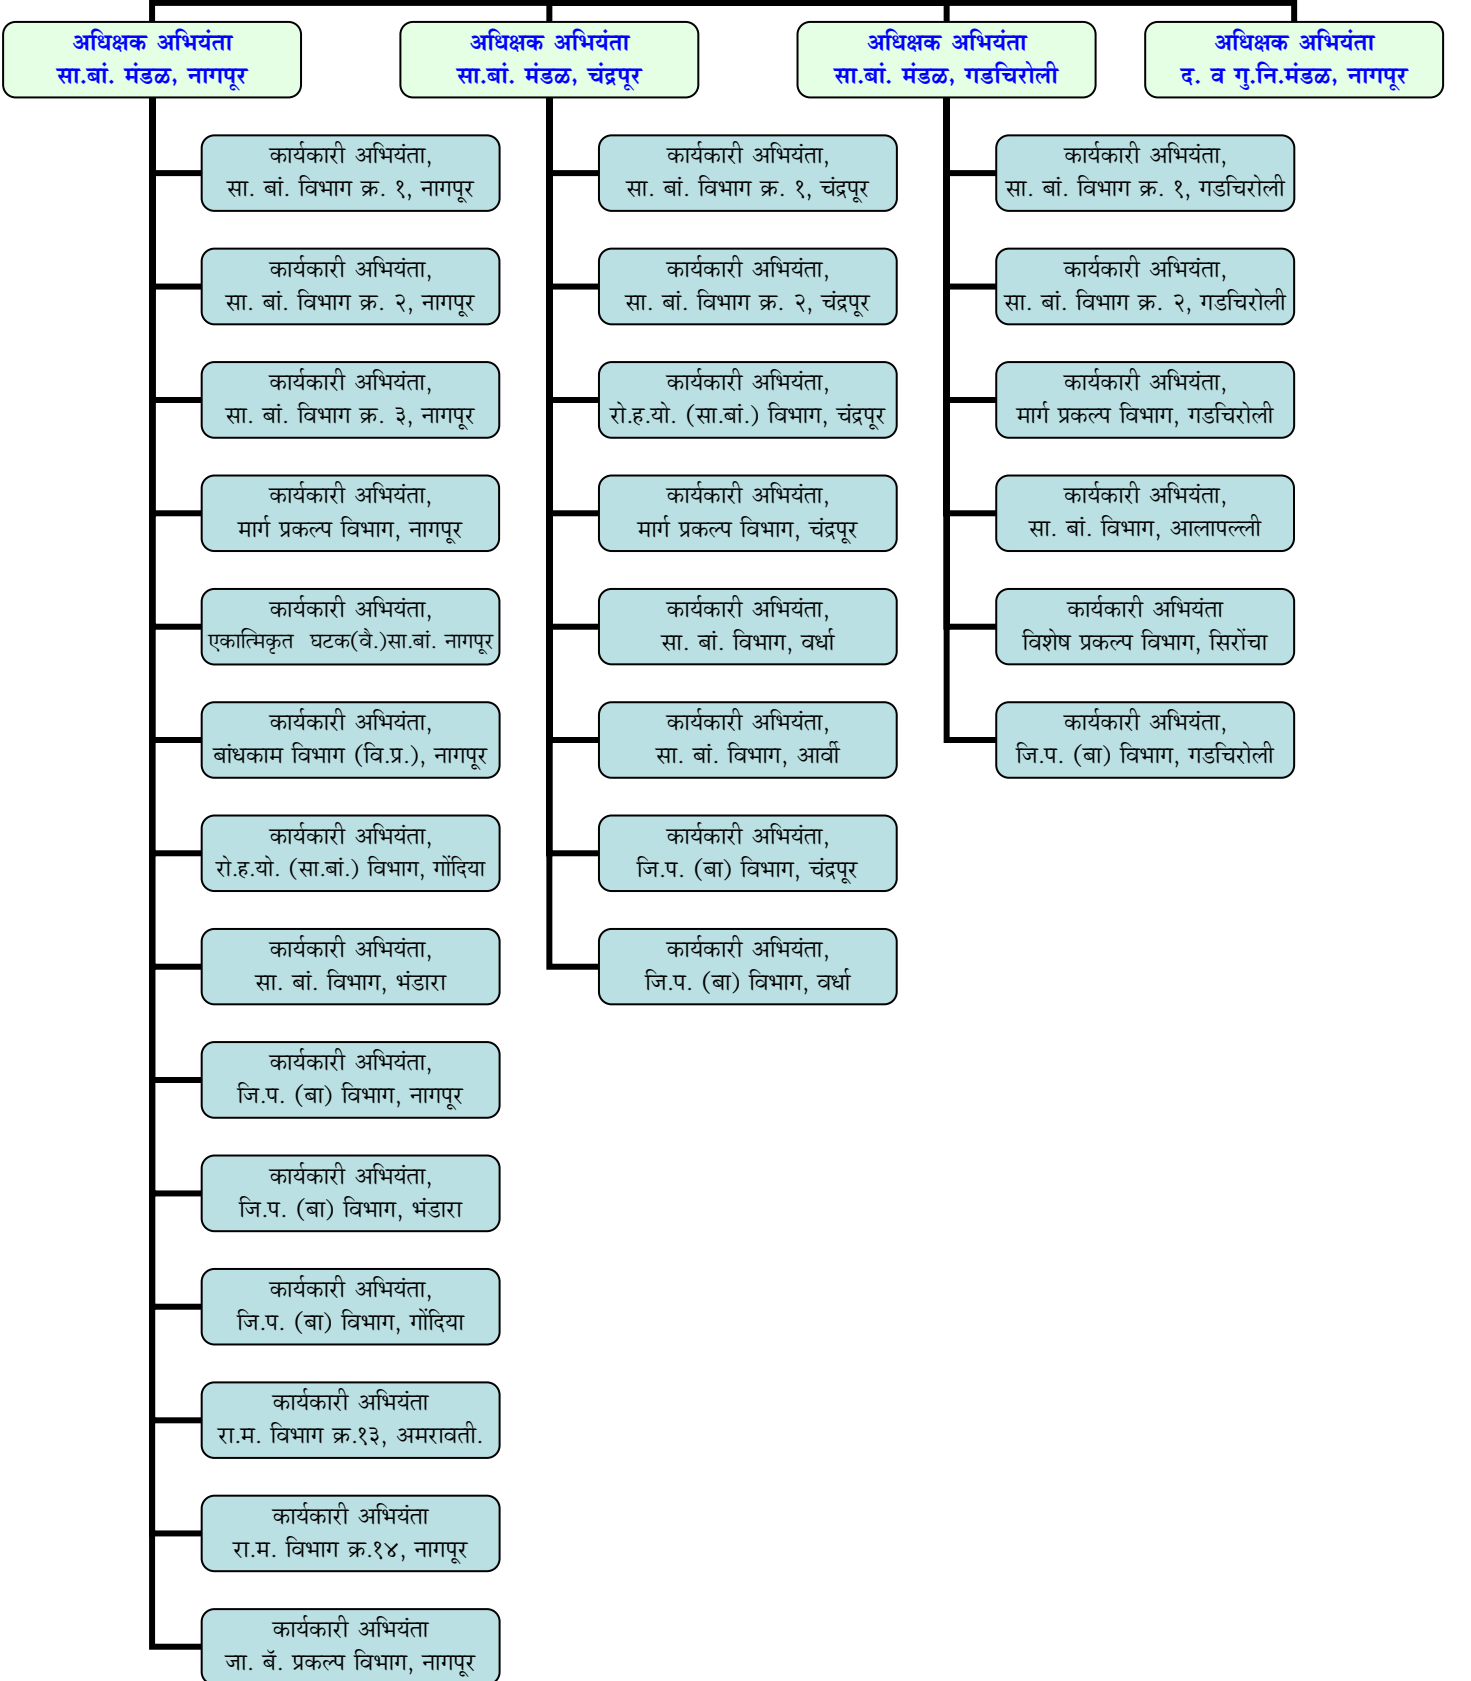 अधिक्षक अभियंता
सा.बां. मंडळ, नागपूर
अधिक्षक अभियंता
सा.बां. मंडळ, चंद्रपूर
अधिक्षक अभियंता
सा.बां. मंडळ, गडचिरोली
अधिक्षक अभियंता
द. व गु.नि.मंडळ, नागपूर
कार्यकारी अभियंता,
सा. बां. विभाग क्र. १, नागपूर
कार्यकारी अभियंता,
सा. बां. विभाग क्र. २, नागपूर
कार्यकारी अभियंता,
सा. बां. विभाग क्र. ३, नागपूर
कार्यकारी अभियंता,
मार्ग प्रकल्प विभाग, नागपूर
कार्यकारी अभियंता,
एकात्मिकृत घटक(वै.)सा.बां. नागपूर
कार्यकारी अभियंता,
बांधकाम विभाग (वि.प्र.), नागपूर
कार्यकारी अभियंता,
रो.ह.यो. (सा.बां.) विभाग, गोंदिया
कार्यकारी अभियंता,
सा. बां. विभाग, भंडारा
कार्यकारी अभियंता,
जि.प. (बा) विभाग, नागपूर
कार्यकारी अभियंता,
जि.प. (बा) विभाग, भंडारा
कार्यकारी अभियंता,
जि.प. (बा) विभाग, गोंदिया
कार्यकारी अभियंता
रा.म. विभाग क्र.१३, अमरावती.
कार्यकारी अभियंता
रा.म. विभाग क्र.१४, नागपूर
कार्यकारी अभियंता
जा. बॅ. प्रकल्प विभाग, नागपूर
कार्यकारी अभियंता,
सा. बां. विभाग क्र. १, चंद्रपूर
कार्यकारी अभियंता,
सा. बां. विभाग क्र. २, चंद्रपूर
कार्यकारी अभियंता,
रो.ह.यो. (सा.बां.) विभाग, चंद्रपूर
कार्यकारी अभियंता,
मार्ग प्रकल्प विभाग, चंद्रपूर
कार्यकारी अभियंता,
सा. बां. विभाग, वर्धा
कार्यकारी अभियंता,
सा. बां. विभाग, आर्वी
कार्यकारी अभियंता,
जि.प. (बा) विभाग, चंद्रपूर
कार्यकारी अभियंता,
जि.प. (बा) विभाग, वर्धा
कार्यकारी अभियंता,
सा. बां. विभाग क्र. १, गडचिरोली
कार्यकारी अभियंता,
सा. बां. विभाग क्र. २, गडचिरोली
कार्यकारी अभियंता,
मार्ग प्रकल्प विभाग, गडचिरोली
कार्यकारी अभियंता,
सा. बां. विभाग, आलापल्ली
कार्यकारी अभियंता
विशेष प्रकल्प विभाग, सिरोंचा
कार्यकारी अभियंता,
जि.प. (बा) विभाग, गडचिरोली